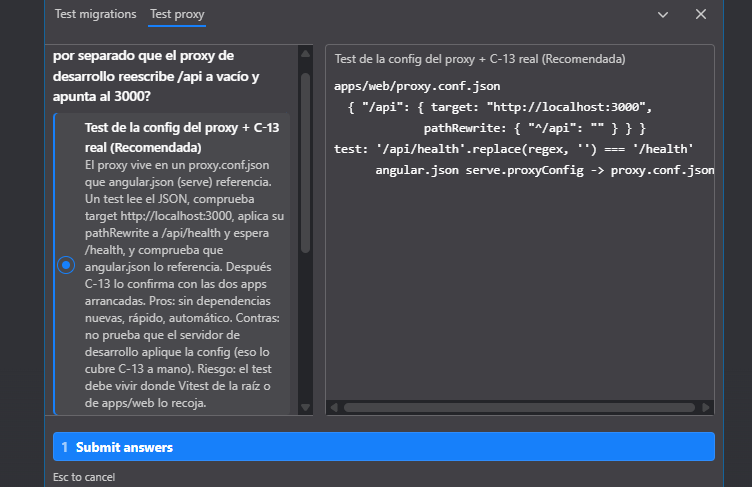 Test migrations
Test proxy
por separado que el proxy de
desarrollo reescribe /api a vacío y
apunta al 3000?
Test de la config del proxy + C-13
real (Recomendada)
El proxy vive en un proxy.conf.json
que angular.json (serve) referencia.
Un test lee el JSON, comprueba
target http://localhost:3000, aplica su
pathRewrite a /api/health y espera
/health, y comprueba que
angular.json lo referencia. Después
C-13 lo confirma con las dos apps
arrancadas. Pros: sin dependencias
nuevas, rápido, automático. Contras:
no prueba que el servidor de
desarrollo aplique la config (eso lo
cubre C-13 a mano). Riesgo: el test
debe vivir donde Vitest de la raíz o
de apps/web lo recoja.
Test de la config del proxy + C-13 real (Recomendada)
apps/web/proxy.conf.json
{ "/api": { target: "http://localhost:3000",
pathRewrite: { "^/api": "" } } }
test: '/api/health'.replace(regex, '') === '/health'
angular.json serve.proxyConfig -> proxy.conf.json
1 Submit answers
Esc to cancel